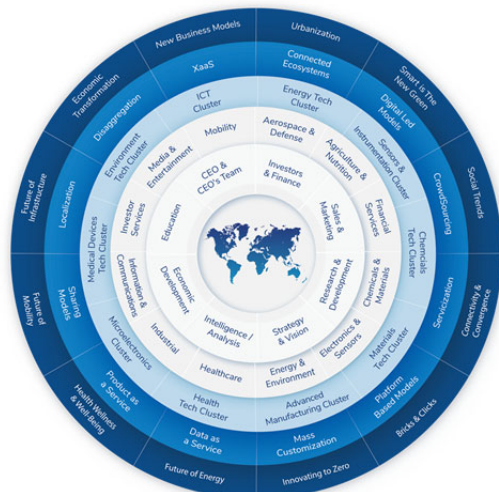 New Business Models
Urbanization
Smart is The
New Green
Social Trends
Connectivity &
Convergence
Bricks & Clicks
Innovating to Zero
Future of Energy
Health Wellness
& Well Being
Future of
Mobility
Future of
Infrastructure
Economic
Transformation
XaaS
Connected
Ecosystems
Digital Led
Models
CrowdSourcing
Servicization
Platform
Based Models
Mass
Customization
Data as
a Service
Product as
a Service
Sharing
Models
Localization
Disaggregation
ICT
Cluster
Energy Tech
Cluster
Sensors &
Instrumentation Cluster
Chemcials
Tech Cluster
Materials
Tech Cluster
Advanced
Manufacturing Cluster
Health
Tech Cluster
Microelectronics
Cluster
Medical Devices
Tech Cluster
Environment
Tech Cluster
Mobility
Aerospace &
Defense
Agriculture &
Nutrition
Financial
Services
Chemicals &
Materials
Electronics &
Sensors
Energy &
Environment
Healthcare
Industrial
Information &
Communications
Investor
Services
Media &
Entertainment
CEO &
CEO's Team
Investors
& Finance
Sales &
Marketing
Research &
Development
Strategy
& Vision
Intelligence /
Analysis
Economic
Development
Education